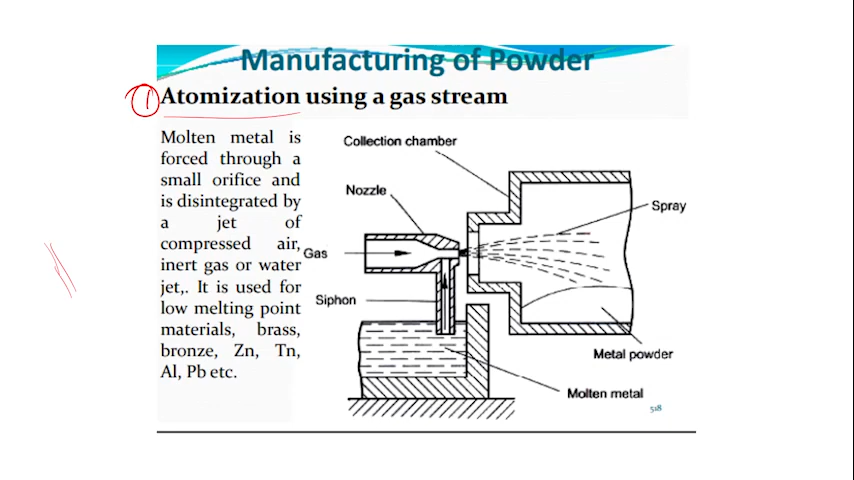 Manufacturing of Powder
1 Atomization using a gas stream
Molten metal is
forced through a
small orifice and
is disintegrated by
a jet of
compressed air,
inert gas or water
jet,. It is used for
low melting point
materials, brass,
bronze, Zn, Tn,
Al, Pb etc.
Collection chamber
Nozzle
Spray
Gas
Siphon
Metal powder
Molten metal
518